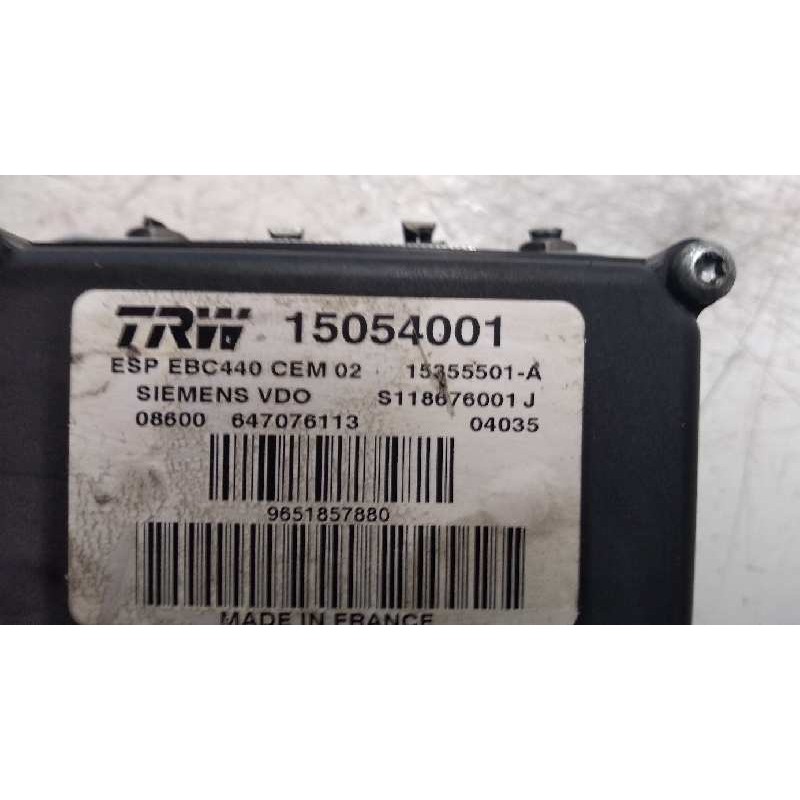 TRW 15054001
ESP EBC440 CEM 02 15355501-A
SIEMENS VDO S118676001 J
08600 647076113 04035
9651857880
MADE IN FRANCE